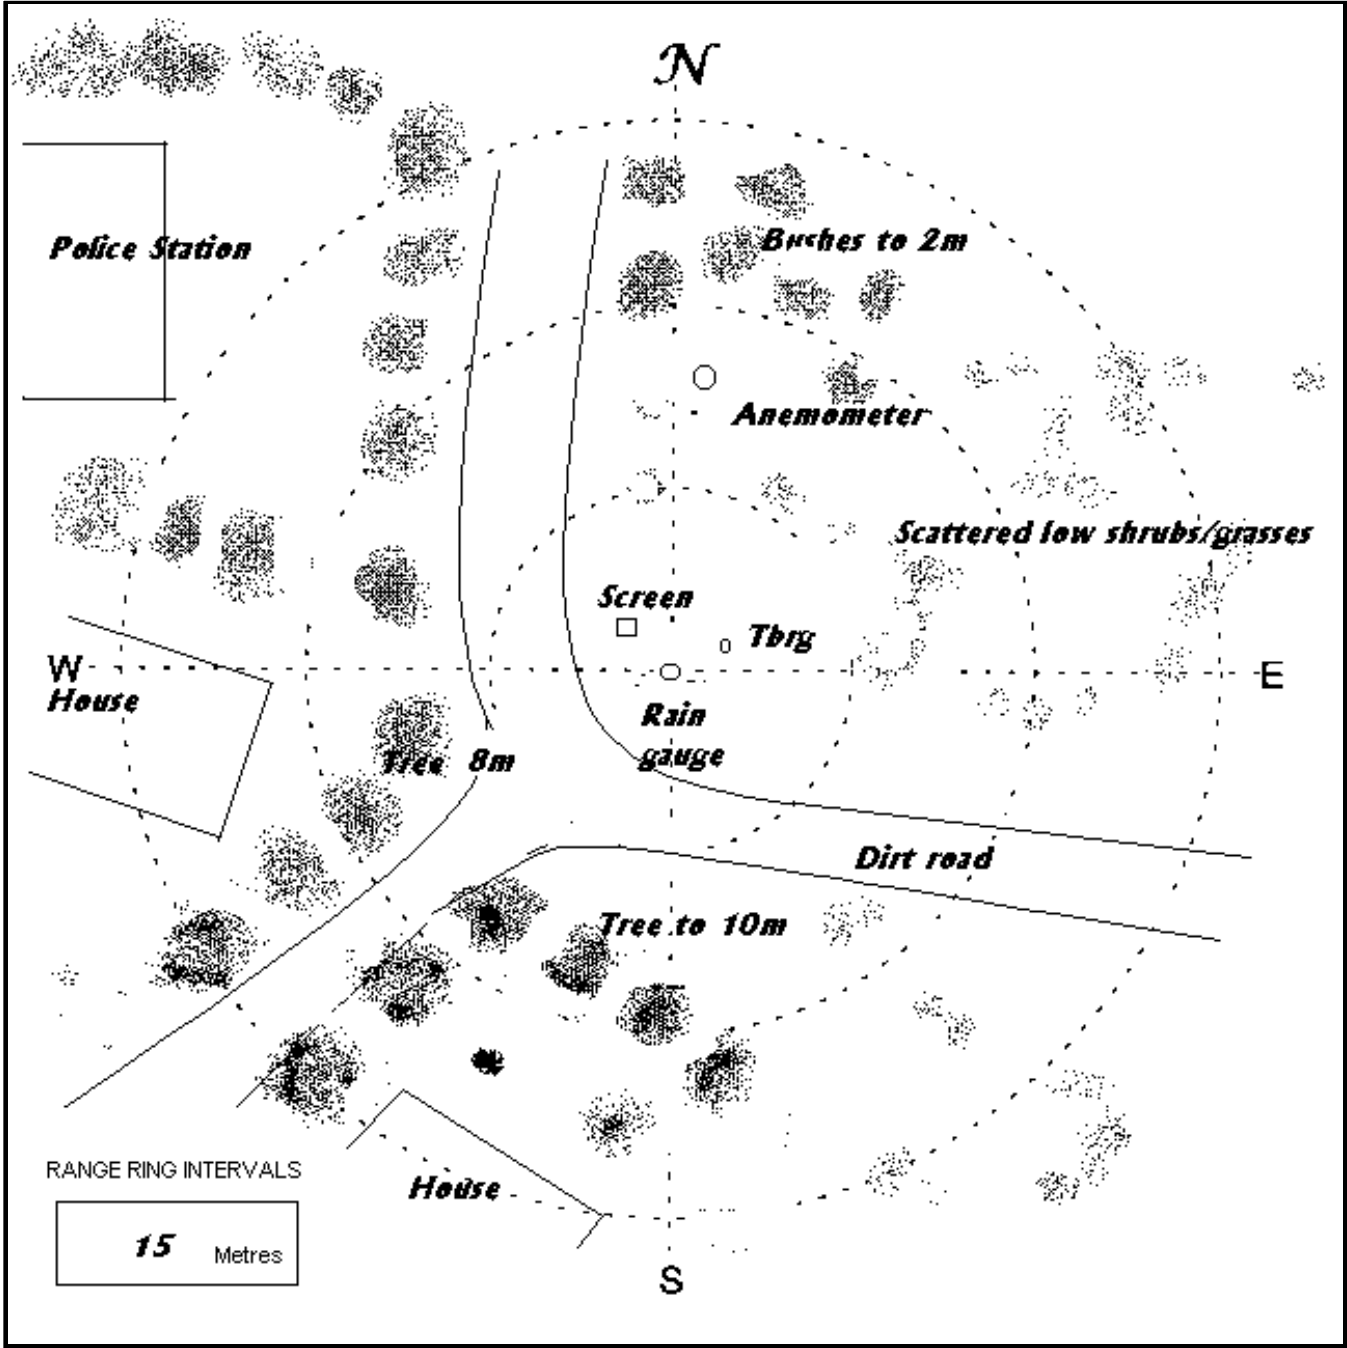 N
Police Station
Bushes to 2m
Anemometer
Scattered low shrubs/grasses
Screen
Tbrg
W
E
House
Rain
gauge
Tree 8m
Dirt road
Tree to 10m
RANGE RING INTERVALS
House
15 Metres
S